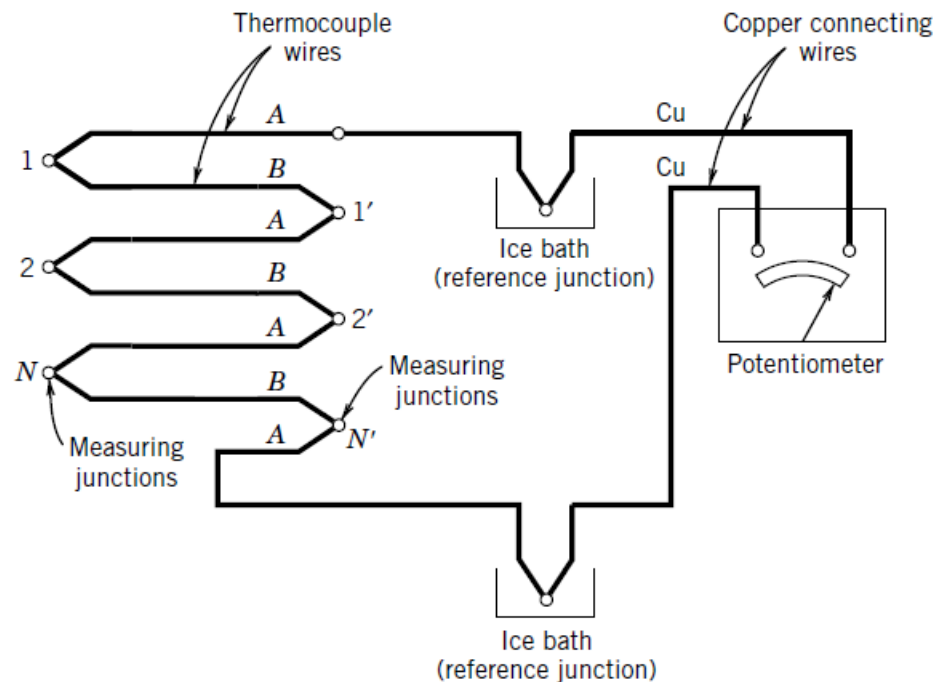 Thermocouple
wires
Copper connecting
wires
A
Cu
1
B
Cu
1′
A
Ice bath
(reference junction)
2
B
2′
A
Potentiometer
N
B
Measuring
junctions
A
N'
Measuring
junctions
Ice bath
(reference junction)